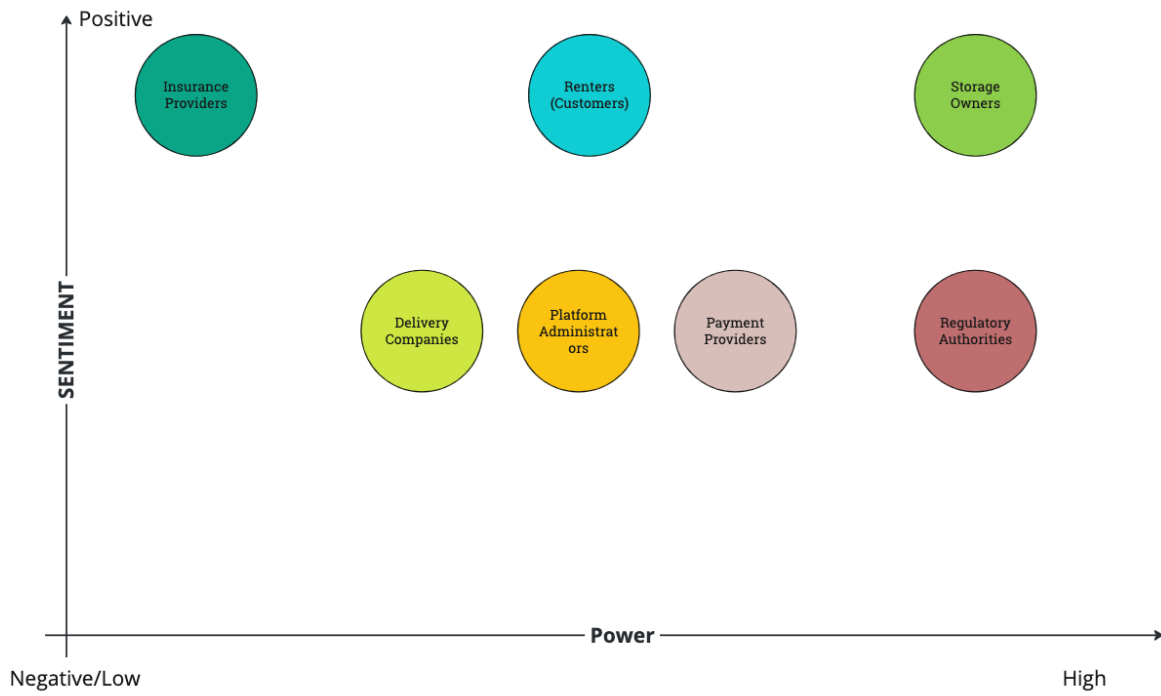 Positive
Insurance
Providers
Renters
(Customers)
Storage
Owners
SENTIMENT
Delivery
Companies
Platform
Administrat
ors
Payment
Providers
Regulatory
Authorities
Power
Negative/Low
High